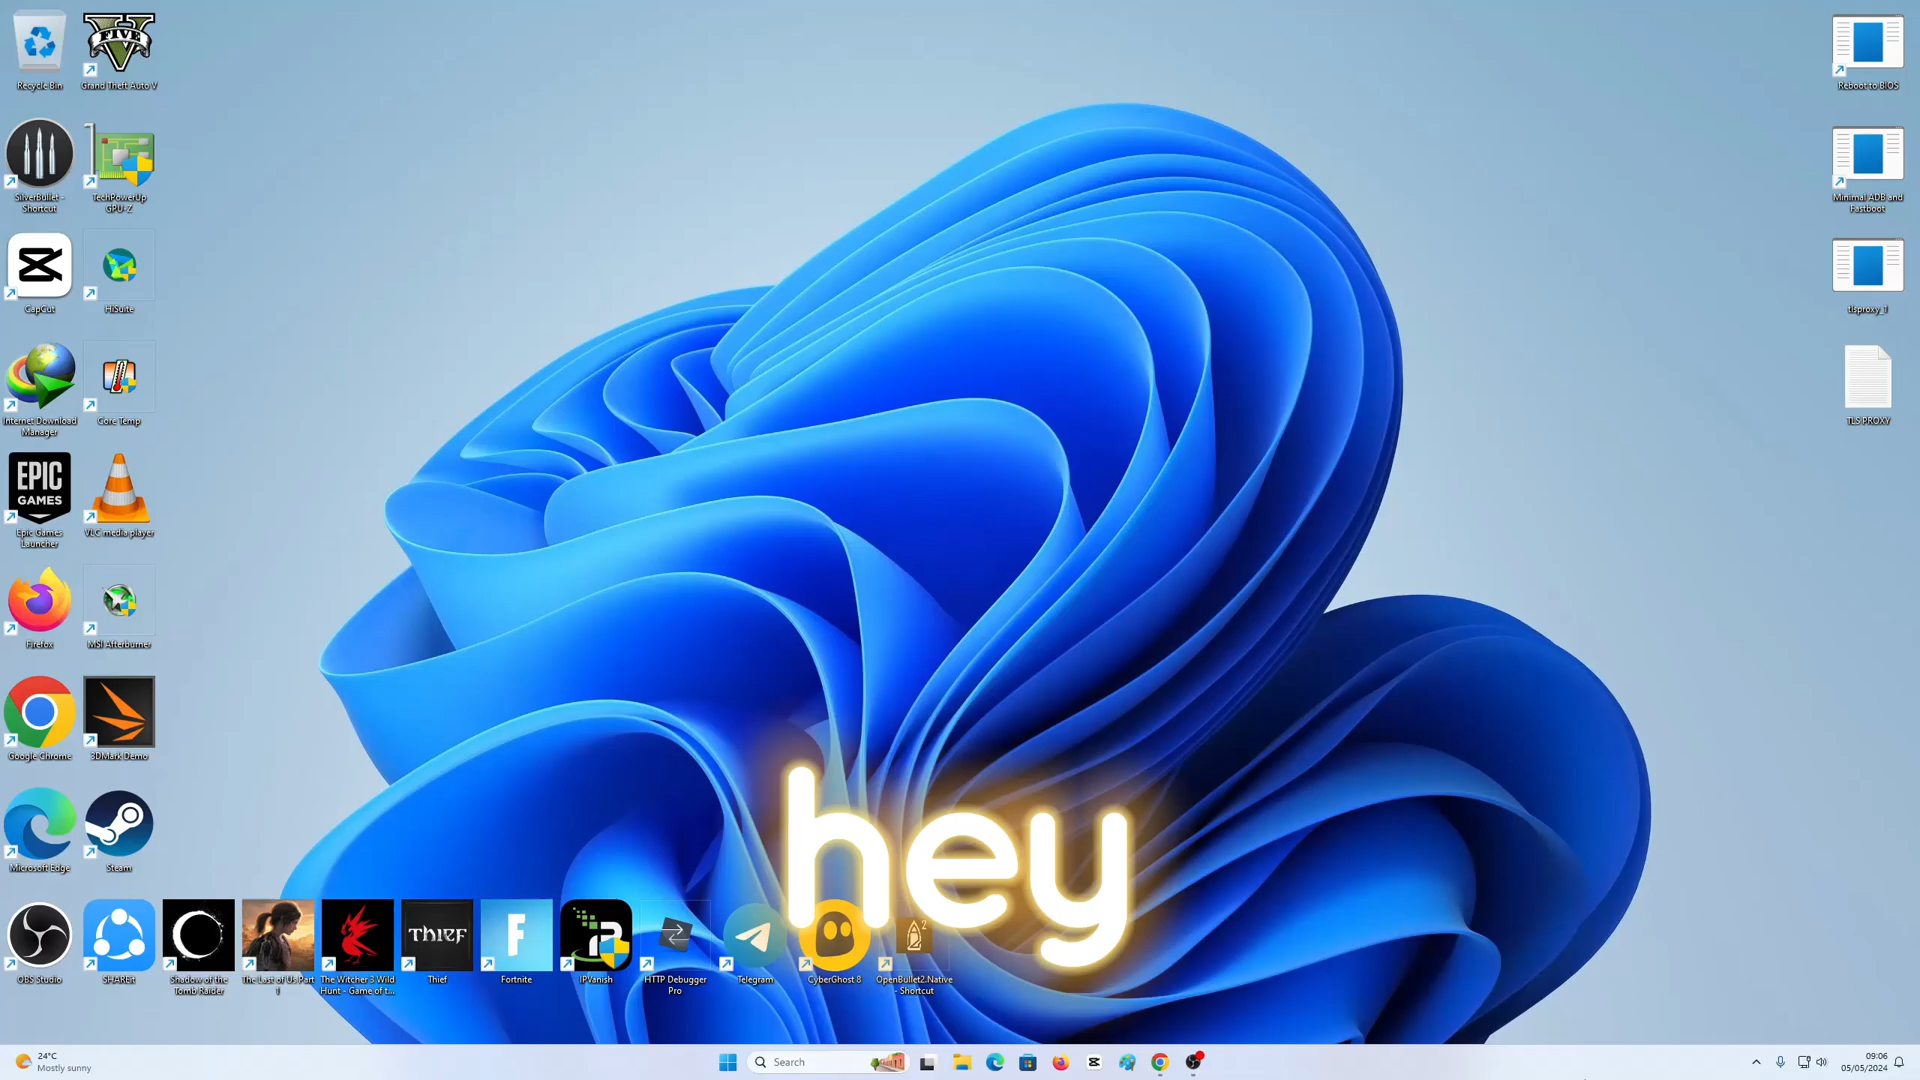 Recycle Bin
Grand Theft Auto V
Reboot to BIOS
SilverBullet -
Shortcut
TechPowerUp
GPU-Z
Minimal ADB and
Fastboot
CapCut
HiSuite
tlsproxy_1
Internet Download
Manager
Core Temp
TLS PROXY
EPIC
GAMES
Epic Games
Launcher
VLC media player
Firefox
MSI Afterburner
Google Chrome
3DMark Demo
Microsoft Edge
Steam
hey
THIEF
OBS Studio
SHAREit
Shadow of the
Tomb Raider
The Last of Us Part
1
The Witcher 3 Wild
Hunt - Game of t...
Thief
Fortnite
IPVanish
HTTP Debugger
Pro
Telegram
CyberGhost 8
OpenBullet2.Native
- Shortcut
24°C
Mostly sunny
Search
09:06
05/05/2024